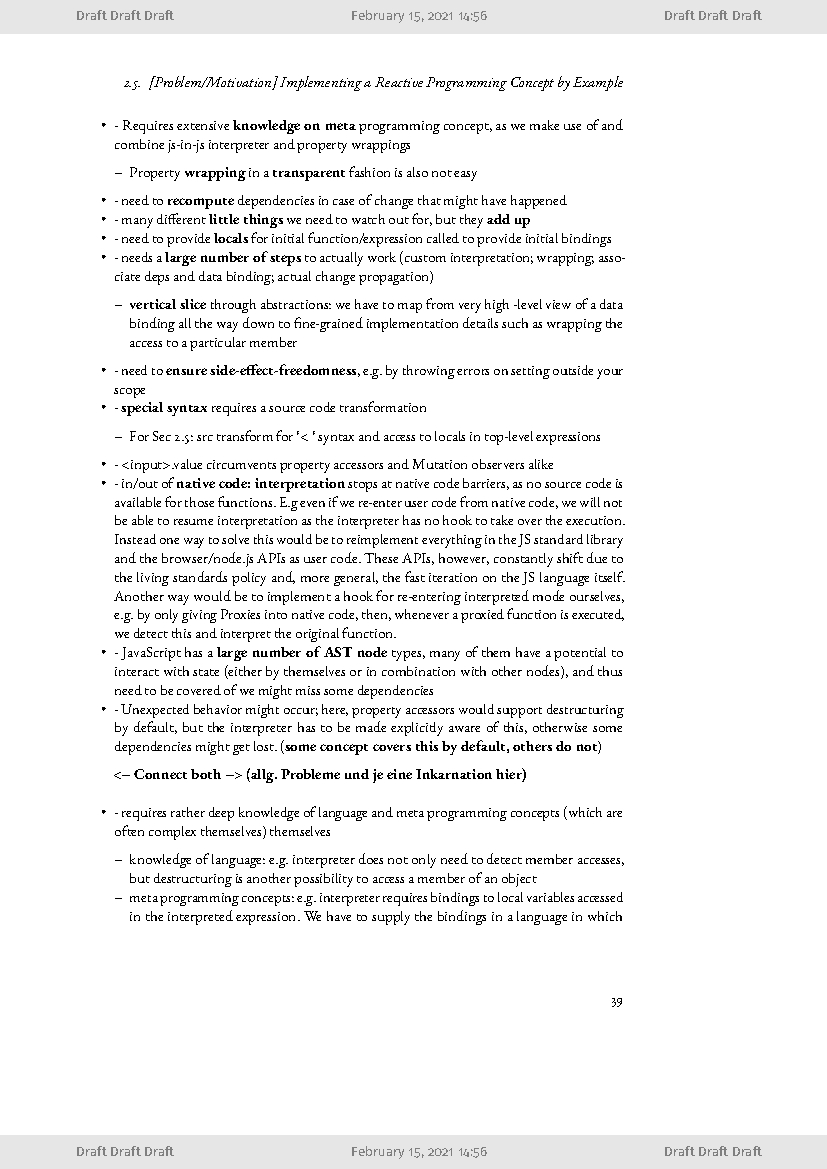 Draft Draft Draft February 15, 2021 14:56 Draft Draft Draft
2.5. [Problem/Motivation] Implementing a Reactive Programming Concept by Example
• - Requires extensive knowledge on meta programming concept, as we make use of and
combine js-in-js interpreter and property wrappings
– Property wrapping in a transparent fashion is also not easy
• - need to recompute dependencies in case of change that might have happened
• - many different little things we need to watch out for, but they add up
• - need to provide locals for initial function/expression called to provide initial bindings
• - needs a large number of steps to actually work (custom interpretation; wrapping; asso-
ciate deps and data binding; actual change propagation)
– vertical slice through abstractions: we have to map from very high -level view of a data
binding all the way down to fine-grained implementation details such as wrapping the
access to a particular member
• - need to ensure side-effect-freedomness, e.g. by throwing errors on setting outside your
scope
• - special syntax requires a source code transformation
– For Sec 2.5: src transform for ‘< ‘ syntax and access to locals in top-level expressions
• - <input>.value circumvents property accessors and Mutation observers alike
• - in/out of native code: interpretation stops at native code barriers, as no source code is
available for those functions. E.g even if we re-enter user code from native code, we will not
be able to resume interpretation as the interpreter has no hook to take over the execution.
Instead one way to solve this would be to reimplement everything in the JS standard library
and the browser/node.js APIs as user code. These APIs, however, constantly shift due to
the living standards policy and, more general, the fast iteration on the JS language itself.
Another way would be to implement a hook for re-entering interpreted mode ourselves,
e.g. by only giving Proxies into native code, then, whenever a proxied function is executed,
we detect this and interpret the original function.
• - JavaScript has a large number of AST node types, many of them have a potential to
interact with state (either by themselves or in combination with other nodes), and thus
need to be covered of we might miss some dependencies
• - Unexpected behavior might occur; here, property accessors would support destructuring
by default, but the interpreter has to be made explicitly aware of this, otherwise some
dependencies might get lost. (some concept covers this by default, others do not)
<– Connect both –> (allg. Probleme und je eine Inkarnation hier)
• - requires rather deep knowledge of language and meta programming concepts (which are
often complex themselves) themselves
– knowledge of language: e.g. interpreter does not only need to detect member accesses,
but destructuring is another possibility to access a member of an object
– meta programming concepts: e.g. interpreter requires bindings to local variables accessed
in the interpreted expression. We have to supply the bindings in a language in which
39
Draft Draft Draft February 15, 2021 14:56 Draft Draft Draft